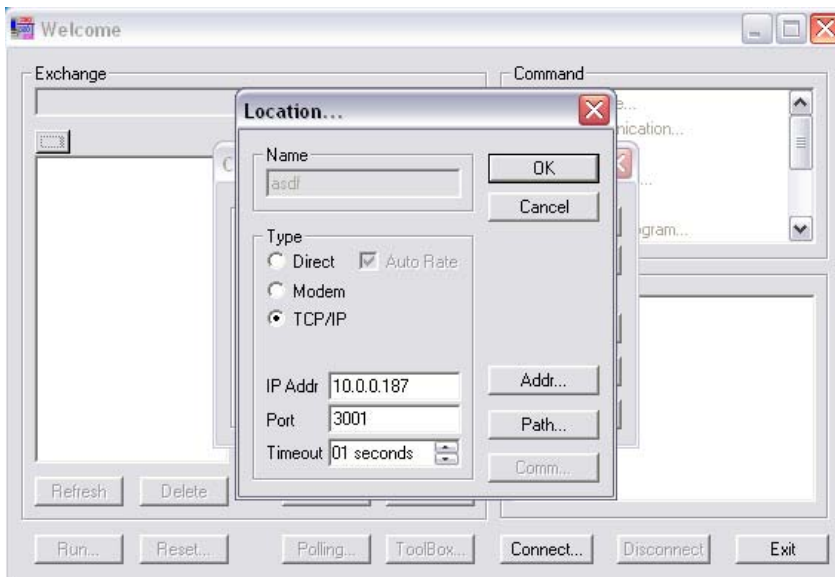 Welcome
Exchange
Command
Location...
Name
asdf
OK
Cancel
Type
Direct
Auto Rate
Modem
TCP/IP
IP Addr 10.0.0.187
Port 3001
Timeout 01 seconds
Addr...
Path...
Comm...
Refresh
Delete
Run...
Reset...
Polling...
ToolBox...
Connect...
Disconnect
Exit